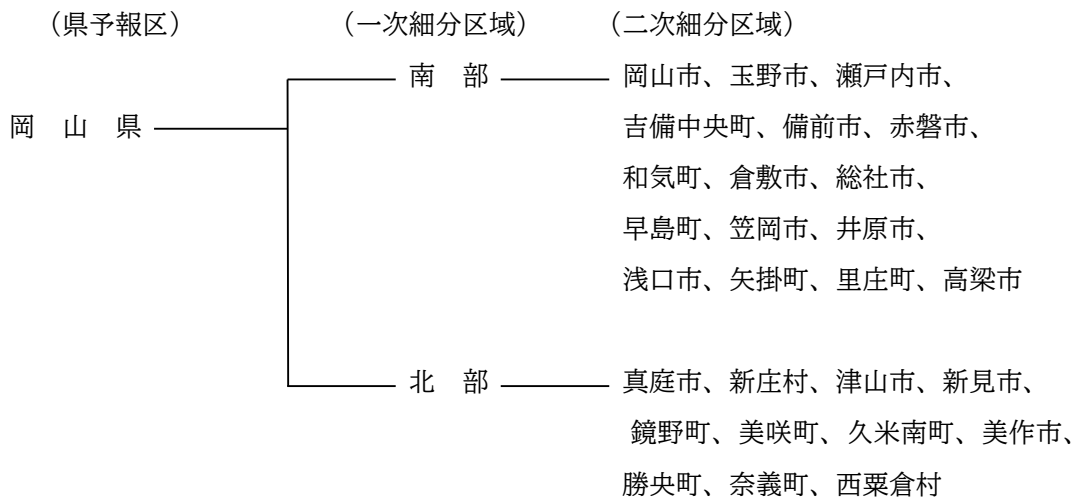 （県予報区）　（一次細分区域）　（二次細分区域）
南　部　岡山市、玉野市、瀬戸内市、
岡　山　県　吉備中央町、備前市、赤磐市、
和気町、倉敷市、総社市、
早島町、笠岡市、井原市、
浅口市、矢掛町、里庄町、高梁市
北　部　真庭市、新庄村、津山市、新見市、
鏡野町、美咲町、久米南町、美作市、
勝央町、奈義町、西粟倉村